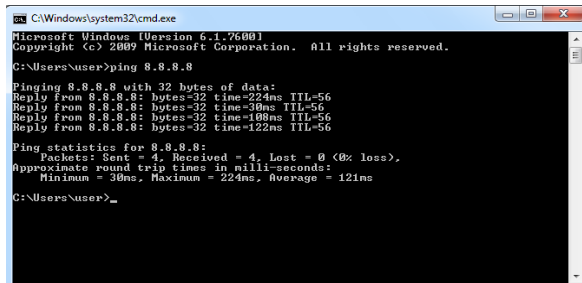 C:\Windows\system32\cmd.exe
Microsoft Windows [Version 6.1.7600]
Copyright (c) 2009 Microsoft Corporation.  All rights reserved.
C:\Users\user>ping 8.8.8.8
Pinging 8.8.8.8 with 32 bytes of data:
Reply from 8.8.8.8: bytes=32 time=224ms TTL=56
Reply from 8.8.8.8: bytes=32 time=30ms TTL=56
Reply from 8.8.8.8: bytes=32 time=108ms TTL=56
Reply from 8.8.8.8: bytes=32 time=122ms TTL=56
Ping statistics for 8.8.8.8:
    Packets: Sent = 4, Received = 4, Lost = 0 (0% loss),
Approximate round trip times in milli-seconds:
    Minimum = 30ms, Maximum = 224ms, Average = 121ms
C:\Users\user>_